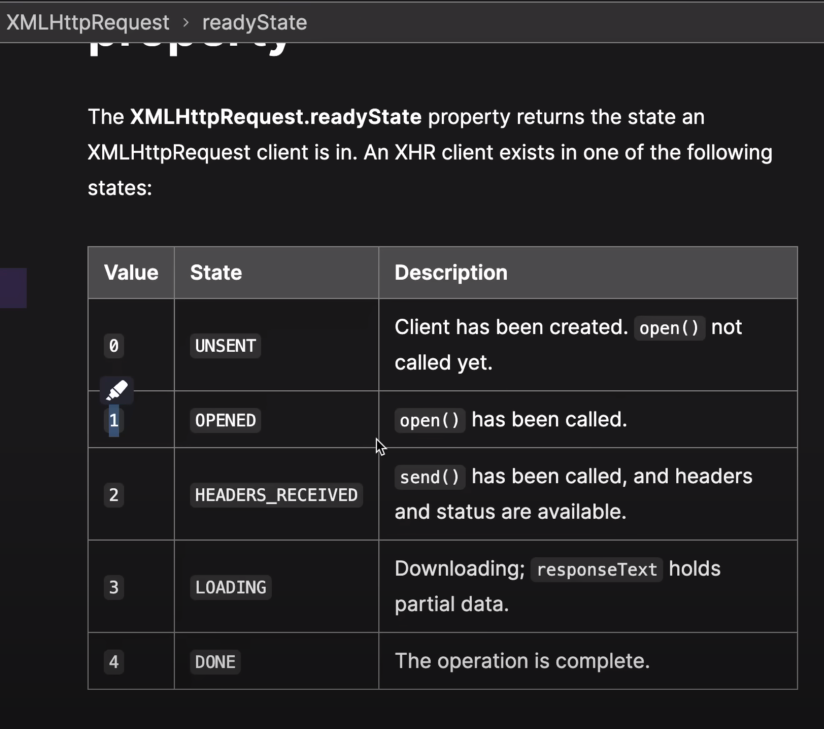 XMLHttpRequest > readyState
property
The XMLHttpRequest.readyState property returns the state an
XMLHttpRequest client is in. An XHR client exists in one of the following
states:
Value State Description
0 UNSENT Client has been created. open() not
called yet.
1 OPENED open() has been called.
2 HEADERS_RECEIVED send() has been called, and headers
and status are available.
3 LOADING Downloading; responseText holds
partial data.
4 DONE The operation is complete.